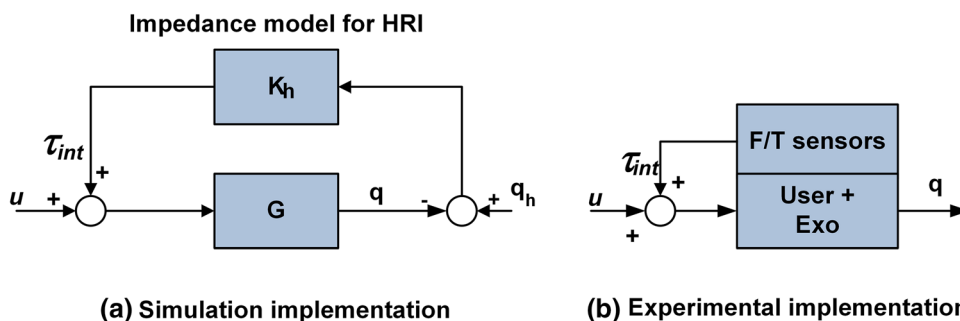 Impedance model for HRI
Kh
τint
+
u
+
G
q
-
+
qh
(a) Simulation implementation
F/T sensors
τint
+
u
+
User +
Exo
q
(b) Experimental implementation